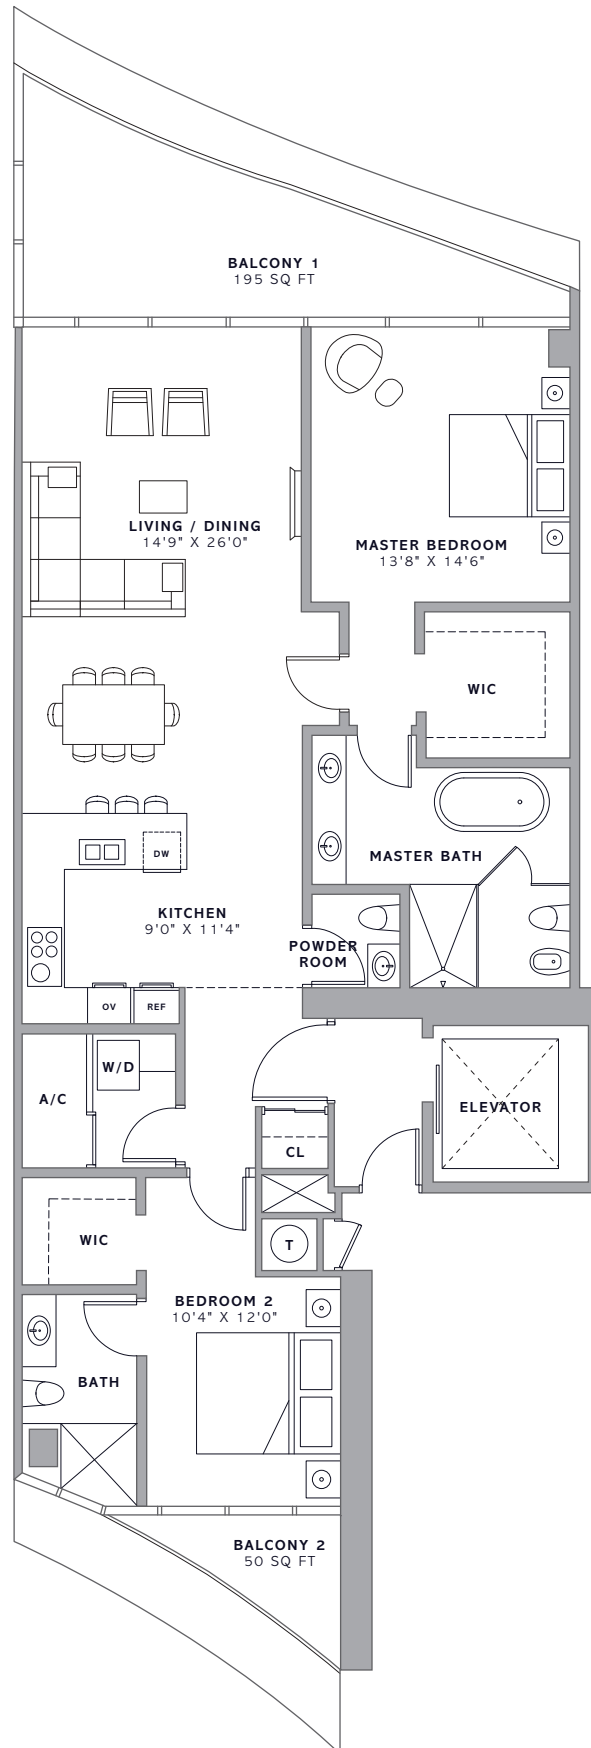 BALCONY 1
195 SQ FT
LIVING / DINING
14'9" X 26'0"
MASTER BEDROOM
13'8" X 14'6"
WIC
DW
MASTER BATH
KITCHEN
9'0" X 11'4"
POWDER
ROOM
OV
REF
W/D
A/C
ELEVATOR
CL
WIC
T
BEDROOM 2
10'4" X 12'0"
BATH
BALCONY 2
50 SQ FT